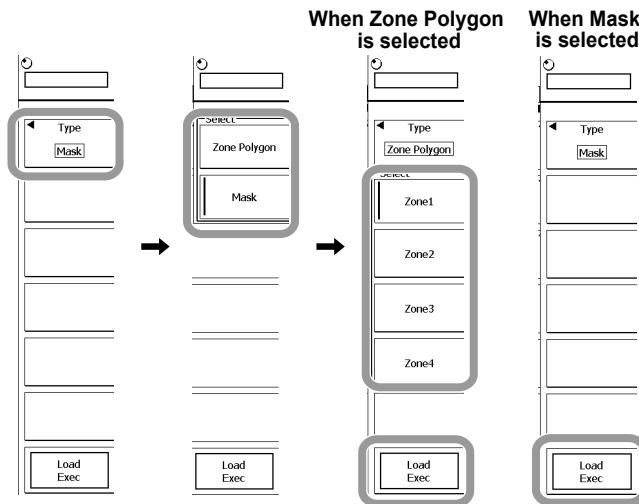 When Zone Polygon
is selected
When Mask
is selected
Type
Mask
Load
Exec
Select
Zone Polygon
Mask
Load
Exec
Type
Zone Polygon
Select
Zone1
Zone2
Zone3
Zone4
Load
Exec
Type
Mask
Load
Exec